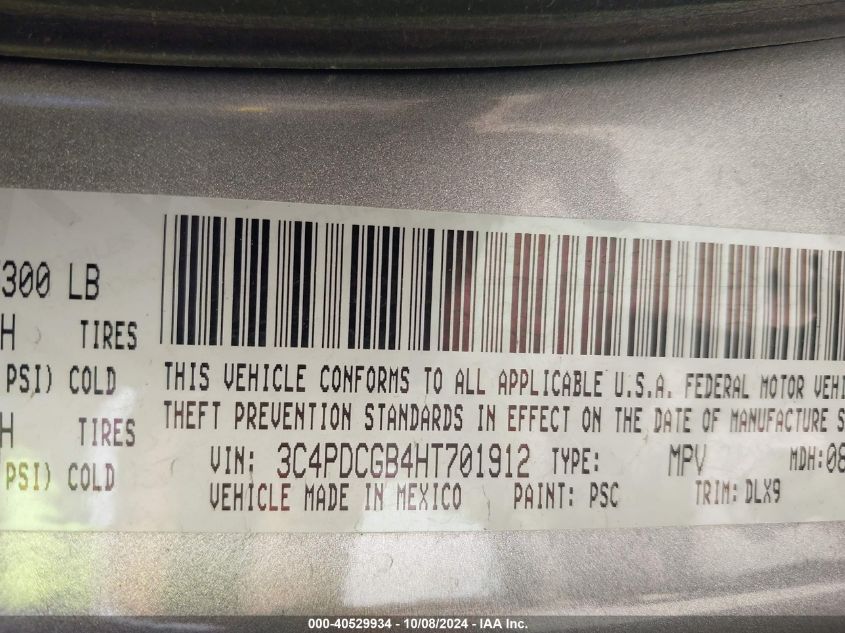 300 LB
H TIRES
PSI) COLD
H TIRES
PSI) COLD
THIS VEHICLE CONFORMS TO ALL APPLICABLE U.S.A. FEDERAL MOTOR VEHI
THEFT PREVENTION STANDARDS IN EFFECT ON THE DATE OF MANUFACTURE S
VIN: 3C4PDCGB4HT701912 TYPE: MPV MDH:08
VEHICLE MADE IN MEXICO PAINT: PSC TRIM: DLX9
000-40529934 - 10/08/2024 - IAA Inc.